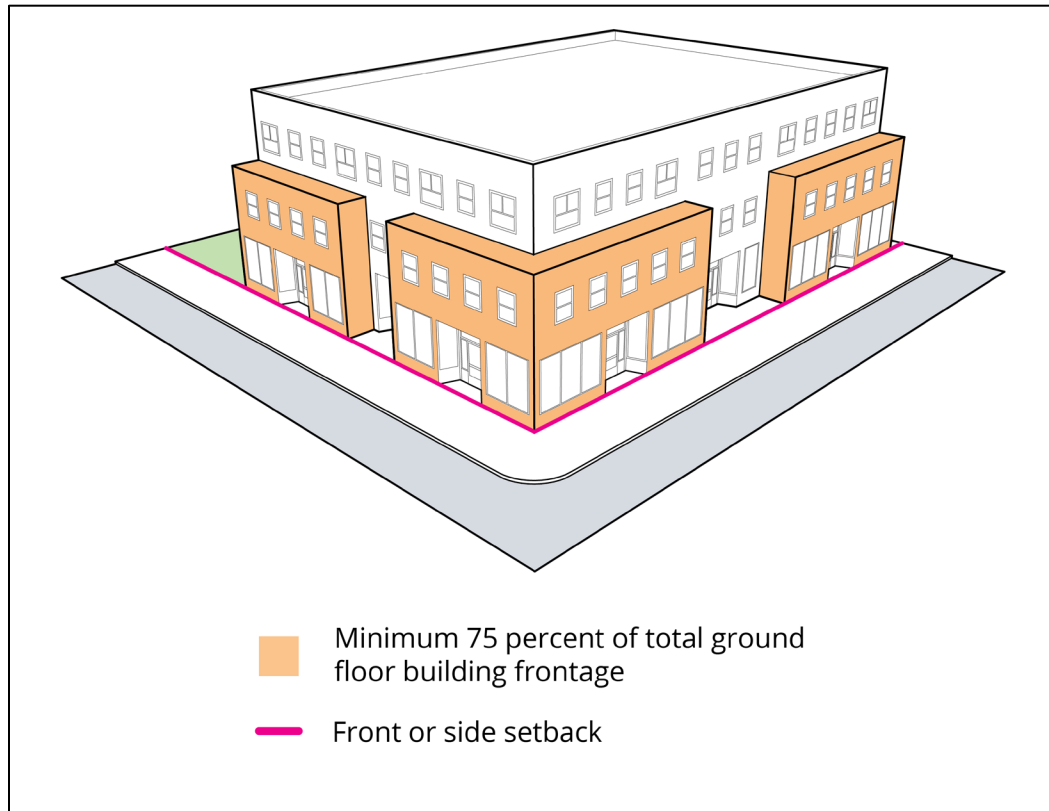 Minimum 75 percent of total ground
floor building frontage
Front or side setback